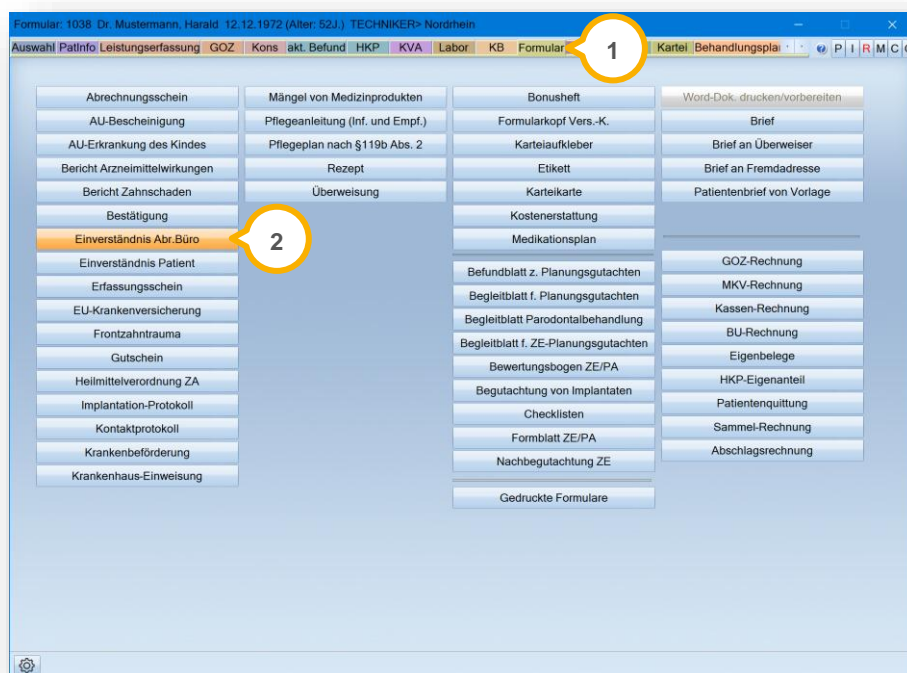 Formular: 1038 Dr. Mustermann, Harald 12.12.1972 (Alter: 52J.) TECHNIKER> Nordrhein
Auswahl PatInfo Leistungserfassung GOZ Kons akt. Befund HKP KVA Labor KB Formular 1 Kartei Behandlungspla P I R M C
Abrechnungsschein
AU-Bescheinigung
AU-Erkrankung des Kindes
Bericht Arzneimittelwirkungen
Bericht Zahnschaden
Bestätigung
Einverständnis Abr.Büro
2
Einverständnis Patient
Erfassungsschein
EU-Krankenversicherung
Frontzahntrauma
Gutschein
Heilmittelverordnung ZA
Implantation-Protokoll
Kontaktprotokoll
Krankenbeförderung
Krankenhaus-Einweisung
Mängel von Medizinprodukten
Pflegeanleitung (Inf. und Empf.)
Pflegeplan nach §119b Abs. 2
Rezept
Überweisung
Bonusheft
Formularkopf Vers.-K.
Karteiaufkleber
Etikett
Karteikarte
Kostenerstattung
Medikationsplan
Befundblatt z. Planungsgutachten
Begleitblatt f. Planungsgutachten
Begleitblatt Parodontalbehandlung
Begleitblatt f. ZE-Planungsgutachten
Bewertungsbogen ZE/PA
Begutachtung von Implantaten
Checklisten
Formblatt ZE/PA
Nachbegutachtung ZE
Gedruckte Formulare
Word-Dok. drucken/vorbereiten
Brief
Brief an Überweiser
Brief an Fremdadresse
Patientenbrief von Vorlage
GOZ-Rechnung
MKV-Rechnung
Kassen-Rechnung
BU-Rechnung
Eigenbelege
HKP-Eigenanteil
Patientenquittung
Sammel-Rechnung
Abschlagsrechnung